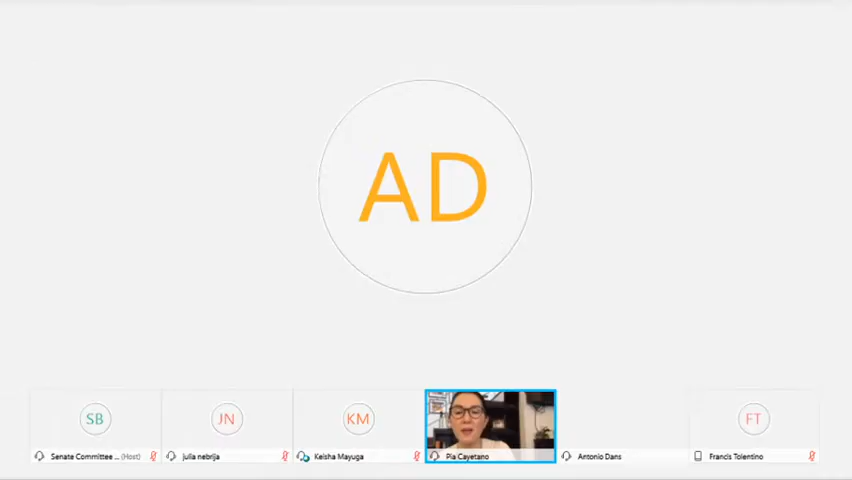 AD
SB
JN
KM
FT
Senate Committee ... (Host)
julia nebrija
Keisha Mayuga
Pia Cayetano
Antonio Dans
Francis Tolentino